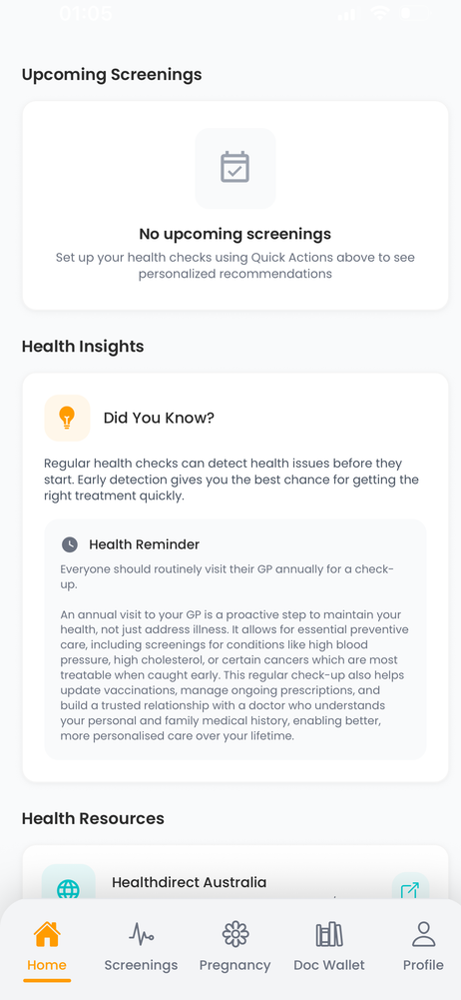 01:05
Upcoming Screenings
No upcoming screenings
Set up your health checks using Quick Actions above to see
personalized recommendations
Health Insights
Did You Know?
Regular health checks can detect health issues before they
start. Early detection gives you the best chance for getting the
right treatment quickly.
Health Reminder
Everyone should routinely visit their GP annually for a check-
up.
An annual visit to your GP is a proactive step to maintain your
health, not just address illness. It allows for essential preventive
care, including screenings for conditions like high blood
pressure, high cholesterol, or certain cancers which are most
treatable when caught early. This regular check-up also helps
update vaccinations, manage ongoing prescriptions, and
build a trusted relationship with a doctor who understands
your personal and family medical history, enabling better,
more personalised care over your lifetime.
Health Resources
Healthdirect Australia
Home
Screenings
Pregnancy
Doc Wallet
Profile